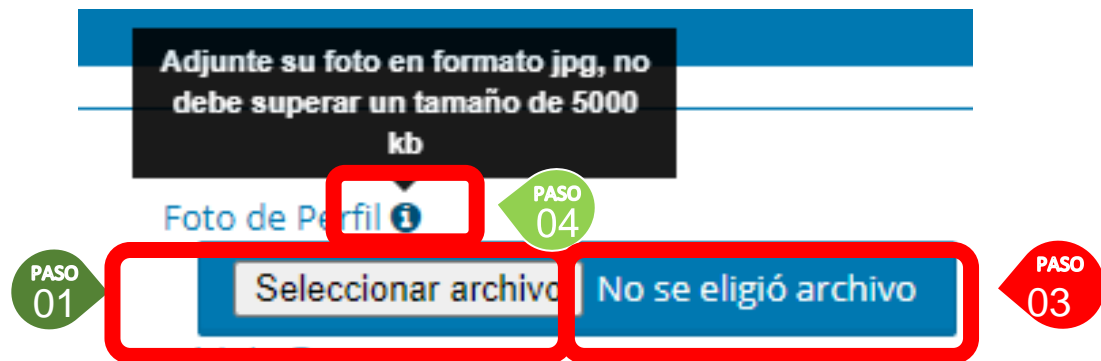 Adjunte su foto en formato jpg, no
debe superar un tamaño de 5000
kb
Foto de Perfil
PASO
04
PASO
01
Seleccionar archivo
No se eligió archivo
PASO
03